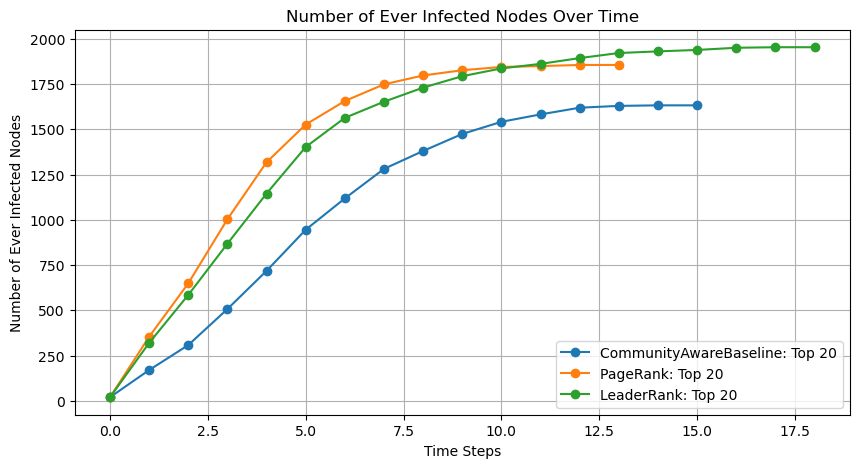 Number of Ever Infected Nodes Over Time
Number of Ever Infected Nodes
2000
1750
1500
1250
1000
750
500
250
0
0.0
2.5
5.0
7.5
10.0
12.5
15.0
17.5
Time Steps
CommunityAwareBaseline: Top 20
PageRank: Top 20
LeaderRank: Top 20